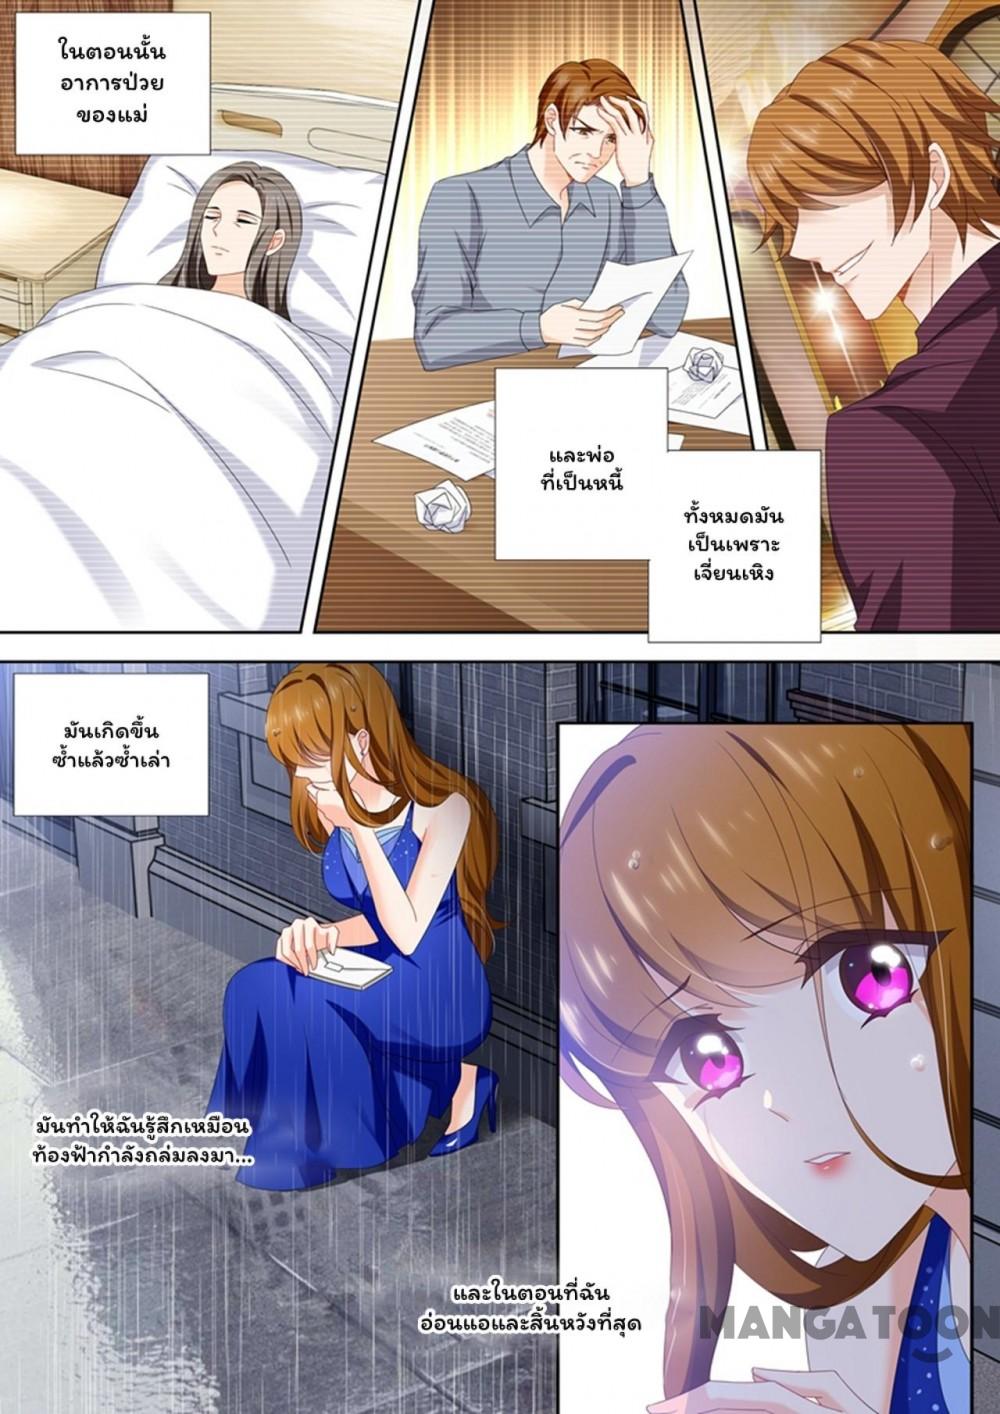 ในตอนนั้น
อาการป่วย
ของแม่
และพ่อ
ที่เป็นหนี้
ทั้งหมดมัน
เป็นเพราะ
เจี่ยนเหิง
มันเกิดขึ้น
ซ้ำแล้วซ้ำเล่า
มันทำให้ฉันรู้สึกเหมือน
ท้องฟ้ากำลังถล่มลงมา...
และในตอนที่ฉัน
อ่อนแอและสิ้นหวังที่สุด
MANGATOON